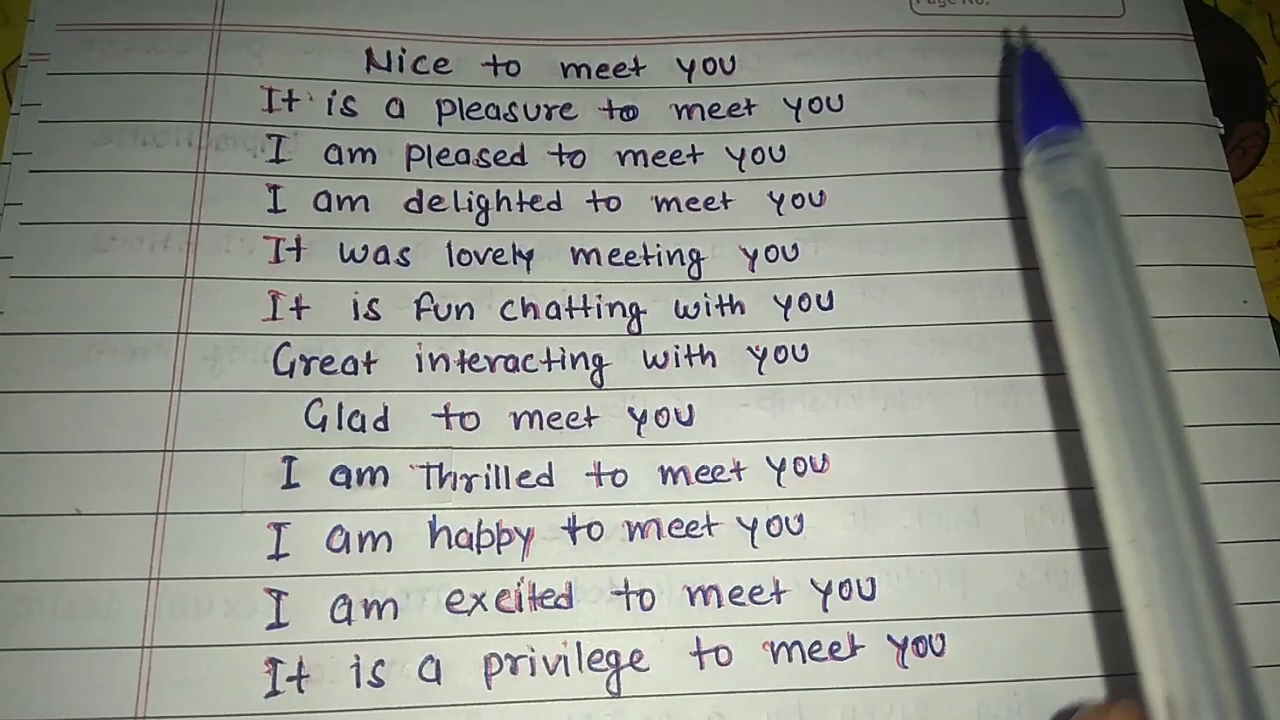 Page No.
Nice to meet you
It is a pleasure to meet you
I am pleased to meet you
I am delighted to meet you
It was lovely meeting you
It is fun chatting with you
Great interacting with you
Glad to meet you
I am Thrilled to meet you
I am happy to meet you
I am excited to meet you
It is a privilege to meet you